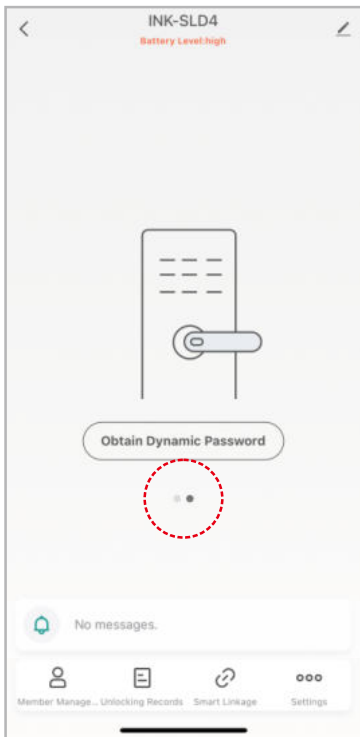 INK-SLD4
Battery Level:high
Obtain Dynamic Password
No messages.
Member Manage... Unlocking Records Smart Linkage Settings